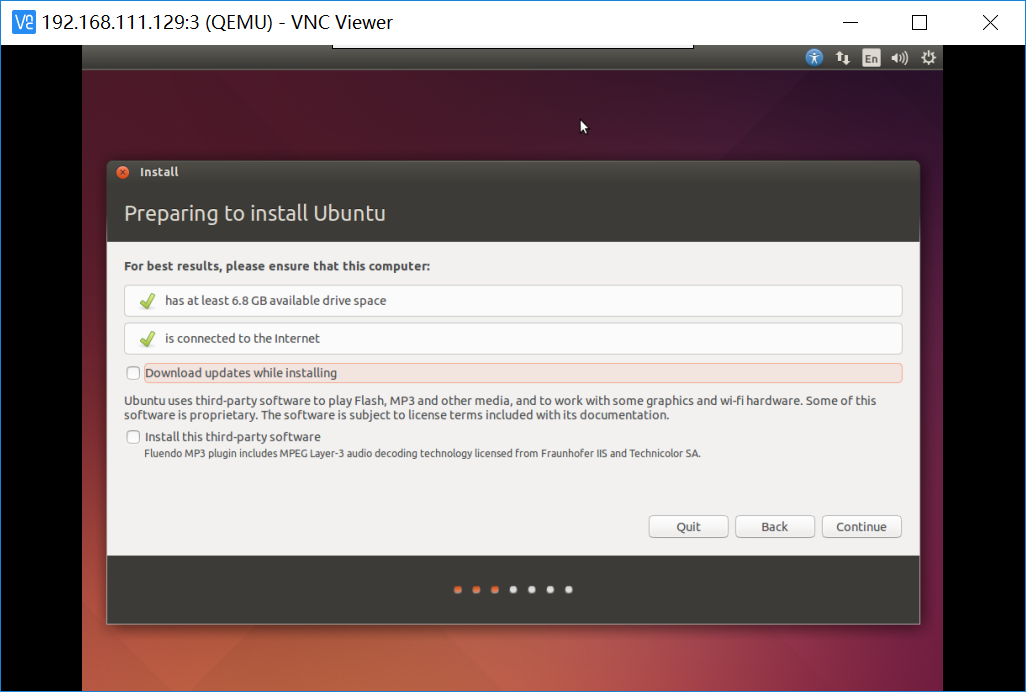 192.168.111.129:3 (QEMU) - VNC Viewer
En
Install
Preparing to install Ubuntu
For best results, please ensure that this computer:
has at least 6.8 GB available drive space
is connected to the Internet
Download updates while installing
Ubuntu uses third-party software to play Flash, MP3 and other media, and to work with some graphics and wi-fi hardware. Some of this
software is proprietary. The software is subject to license terms included with its documentation.
Install this third-party software
Fluendo MP3 plugin includes MPEG Layer-3 audio decoding technology licensed from Fraunhofer IIS and Technicolor SA.
Quit Back Continue